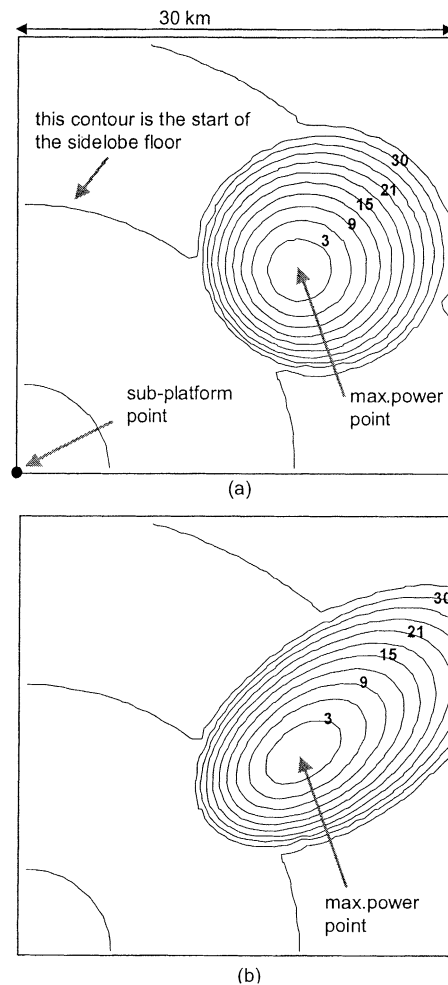 30 km
this contour is the start of
the sidelobe floor
30
21
15
9
3
sub-platform
point
max.power
point
(a)
30
21
15
9
3
max.power
point
(b)